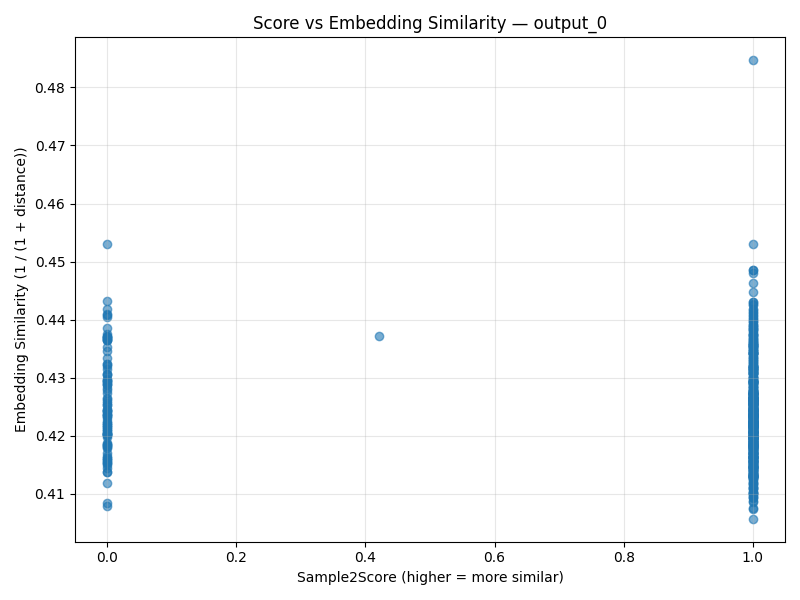 Score vs Embedding Similarity — output_0
Embedding Similarity (1 / (1 + distance))
0.48
0.47
0.46
0.45
0.44
0.43
0.42
0.41
0.0 0.2 0.4 0.6 0.8 1.0
Sample2Score (higher = more similar)